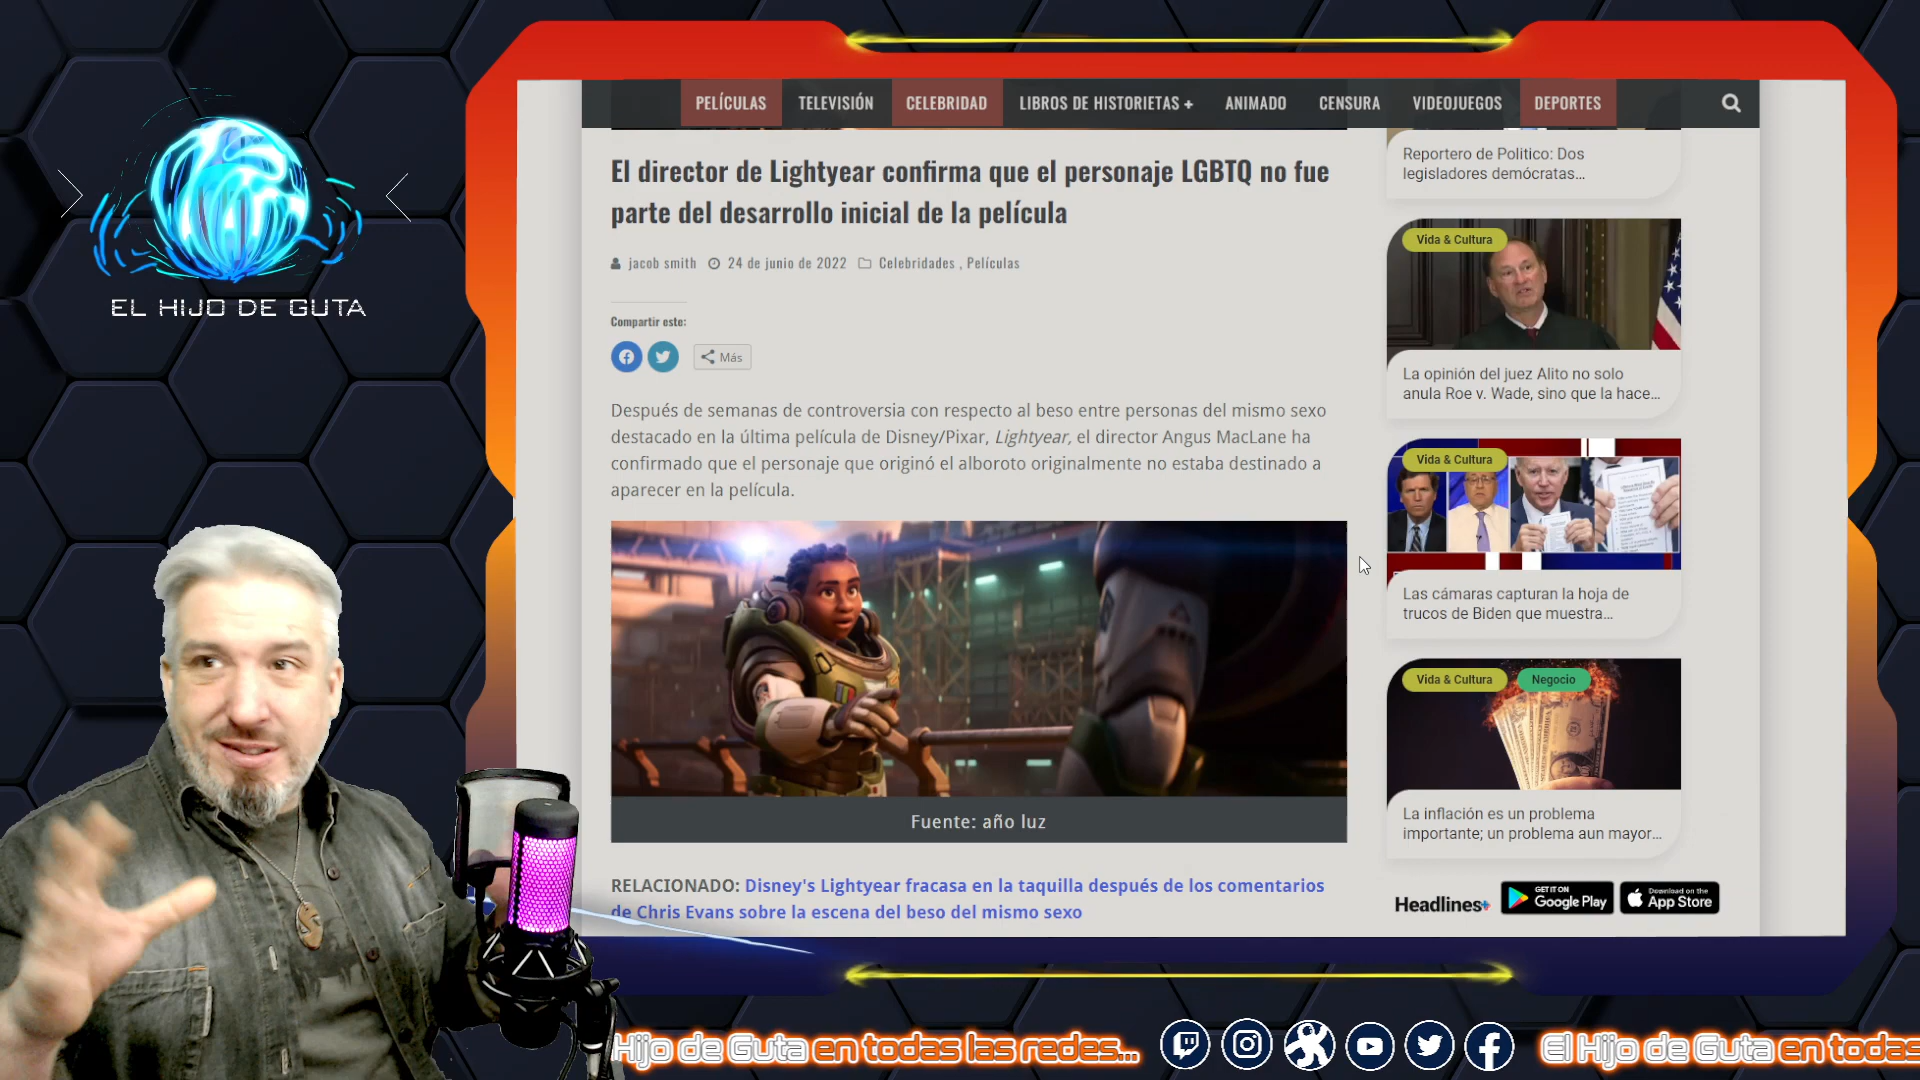 EL HIJO DE GUTA
PELÍCULAS TELEVISIÓN CELEBRIDAD LIBROS DE HISTORIETAS + ANIMADO CENSURA VIDEOJUEGOS DEPORTES
El director de Lightyear confirma que el personaje LGBTQ no fue
parte del desarrollo inicial de la película
jacob smith 24 de junio de 2022 Celebridades , Películas
Compartir este:
Más
Después de semanas de controversia con respecto al beso entre personas del mismo sexo
destacado en la última película de Disney/Pixar, Lightyear, el director Angus MacLane ha
confirmado que el personaje que originó el alboroto originalmente no estaba destinado a
aparecer en la película.
Fuente: año luz
RELACIONADO: Disney's Lightyear fracasa en la taquilla después de los comentarios
de Chris Evans sobre la escena del beso del mismo sexo
Reportero de Politico: Dos
legisladores demócratas...
Vida & Cultura
La opinión del juez Alito no solo
anula Roe v. Wade, sino que la hace...
Vida & Cultura
Las cámaras capturan la hoja de
trucos de Biden que muestra...
Vida & Cultura Negocio
La inflación es un problema
importante; un problema aun mayor...
Headlines+
GET IT ON
Google Play
Download on the
App Store
Hijo de Guta en todas las redes... El Hijo de Guta en todas